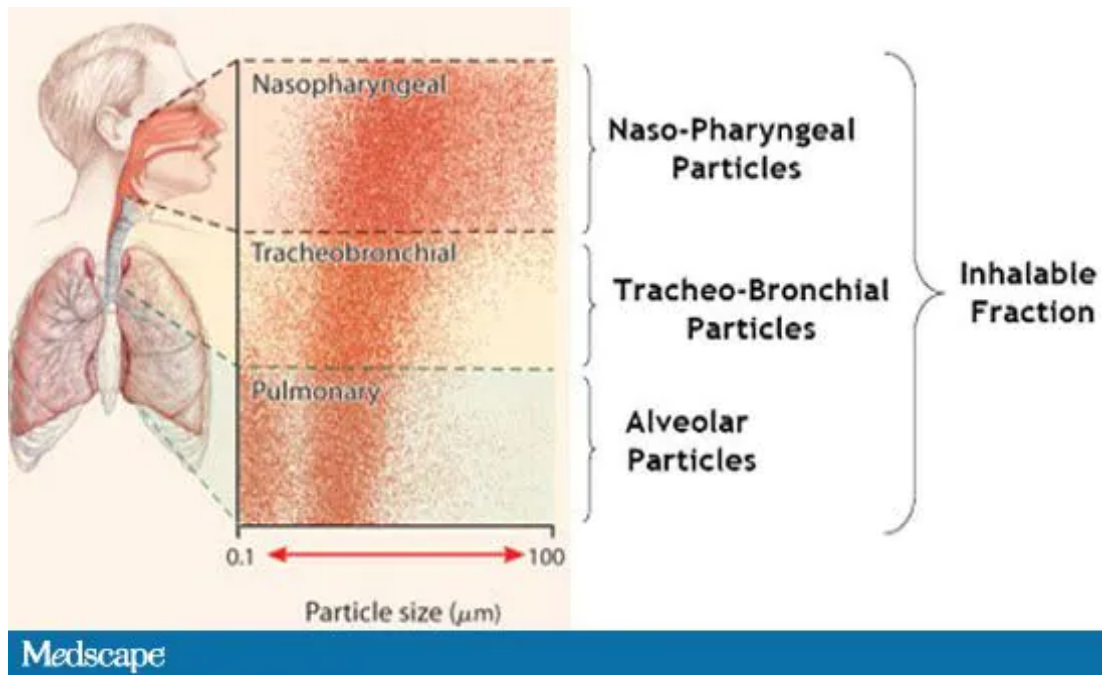 Nasopharyngeal
Naso-Pharyngeal
Particles
Tracheobronchial
Tracheo-Bronchial
Particles
Inhalable
Fraction
Pulmonary
Alveolar
Particles
0.1
100
Particle size (μm)
Medscape